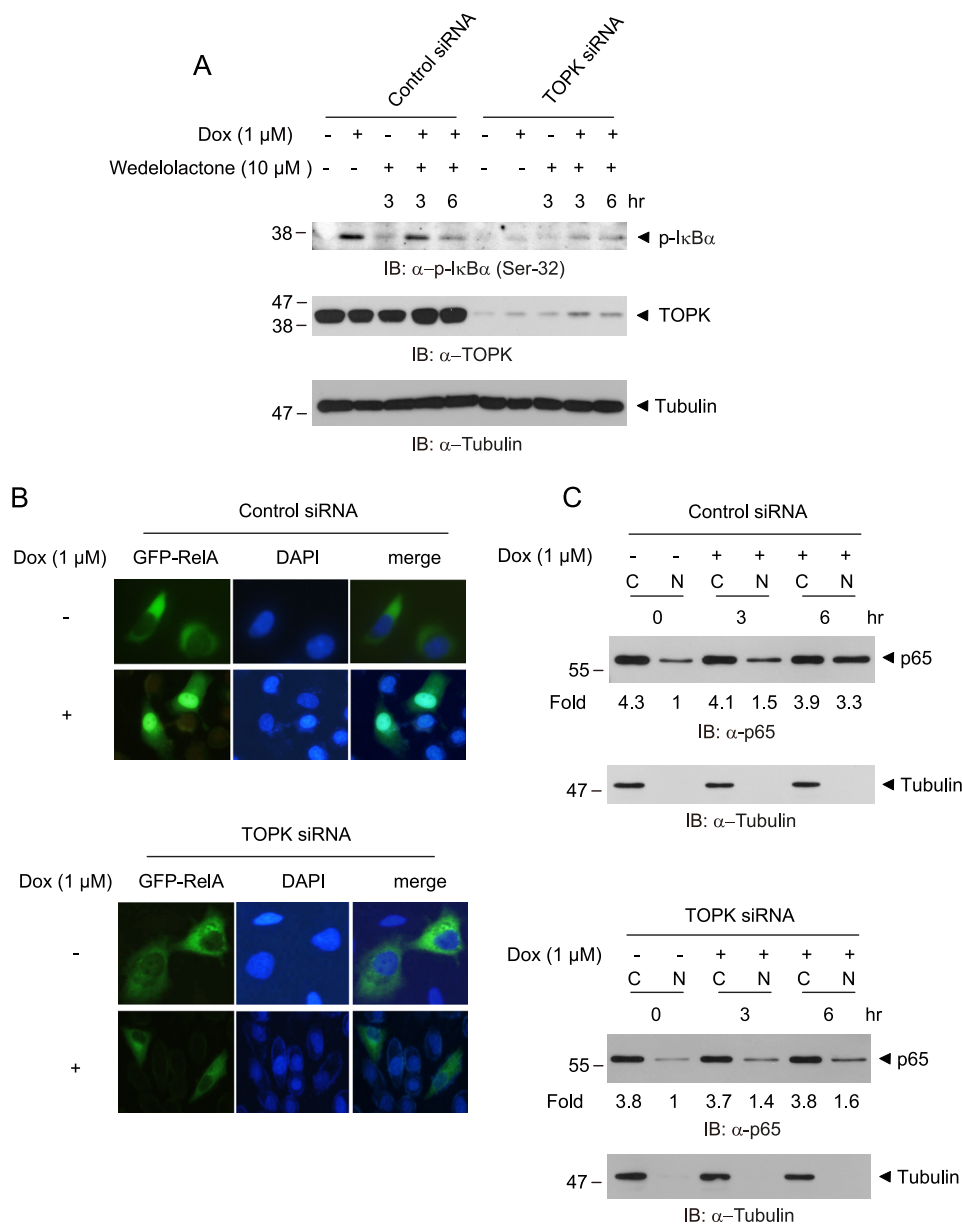 A
Control siRNA
TOPK siRNA
Dox (1 μM) - + - + + - + - + +
Wedelolactone (10 μM ) - - + + + - - + + +
3 3 6 3 3 6 hr
38 – ◄ p-IκBα
IB: α–p-IκBα (Ser-32)
47 –
38 – ◄ TOPK
IB: α–TOPK
47 – ◄ Tubulin
IB: α–Tubulin
B
Control siRNA
Dox (1 μM) GFP-RelA DAPI merge
-
+
TOPK siRNA
Dox (1 μM) GFP-RelA DAPI merge
-
+
C
Control siRNA
Dox (1 μM) - - + + + +
C N C N C N
0 3 6 hr
55 – ◄ p65
Fold 4.3 1 4.1 1.5 3.9 3.3
IB: α-p65
47 – ◄ Tubulin
IB: α–Tubulin
TOPK siRNA
Dox (1 μM) - - + + + +
C N C N C N
0 3 6 hr
55 – ◄ p65
Fold 3.8 1 3.7 1.4 3.8 1.6
IB: α-p65
47 – ◄ Tubulin
IB: α–Tubulin